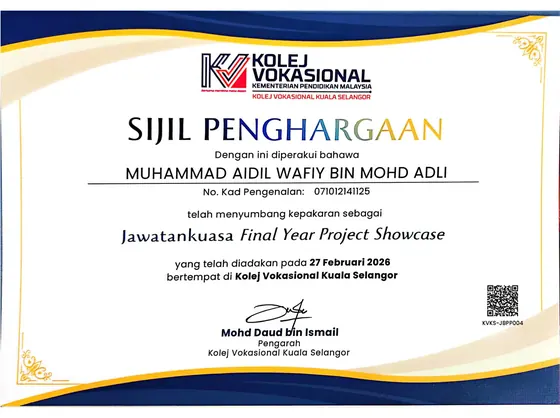 KV
KOLEJ
VOKASIONAL
KEMENTERIAN PENDIDIKAN MALAYSIA
KOLEJ VOKASIONAL KUALA SELANGOR
SIJIL PENGHARGAAN
Dengan ini diperakui bahawa
MUHAMMAD AIDIL WAFIY BIN MOHD ADLI
No. Kad Pengenalan: 071012141125
telah menyumbang kepakaran sebagai
Jawatankuasa Final Year Project Showcase
yang telah diadakan pada 27 Februari 2026
bertempat di Kolej Vokasional Kuala Selangor
Mohd Daud bin Ismail
Pengarah
Kolej Vokasional Kuala Selangor
KVKS-JBPP004